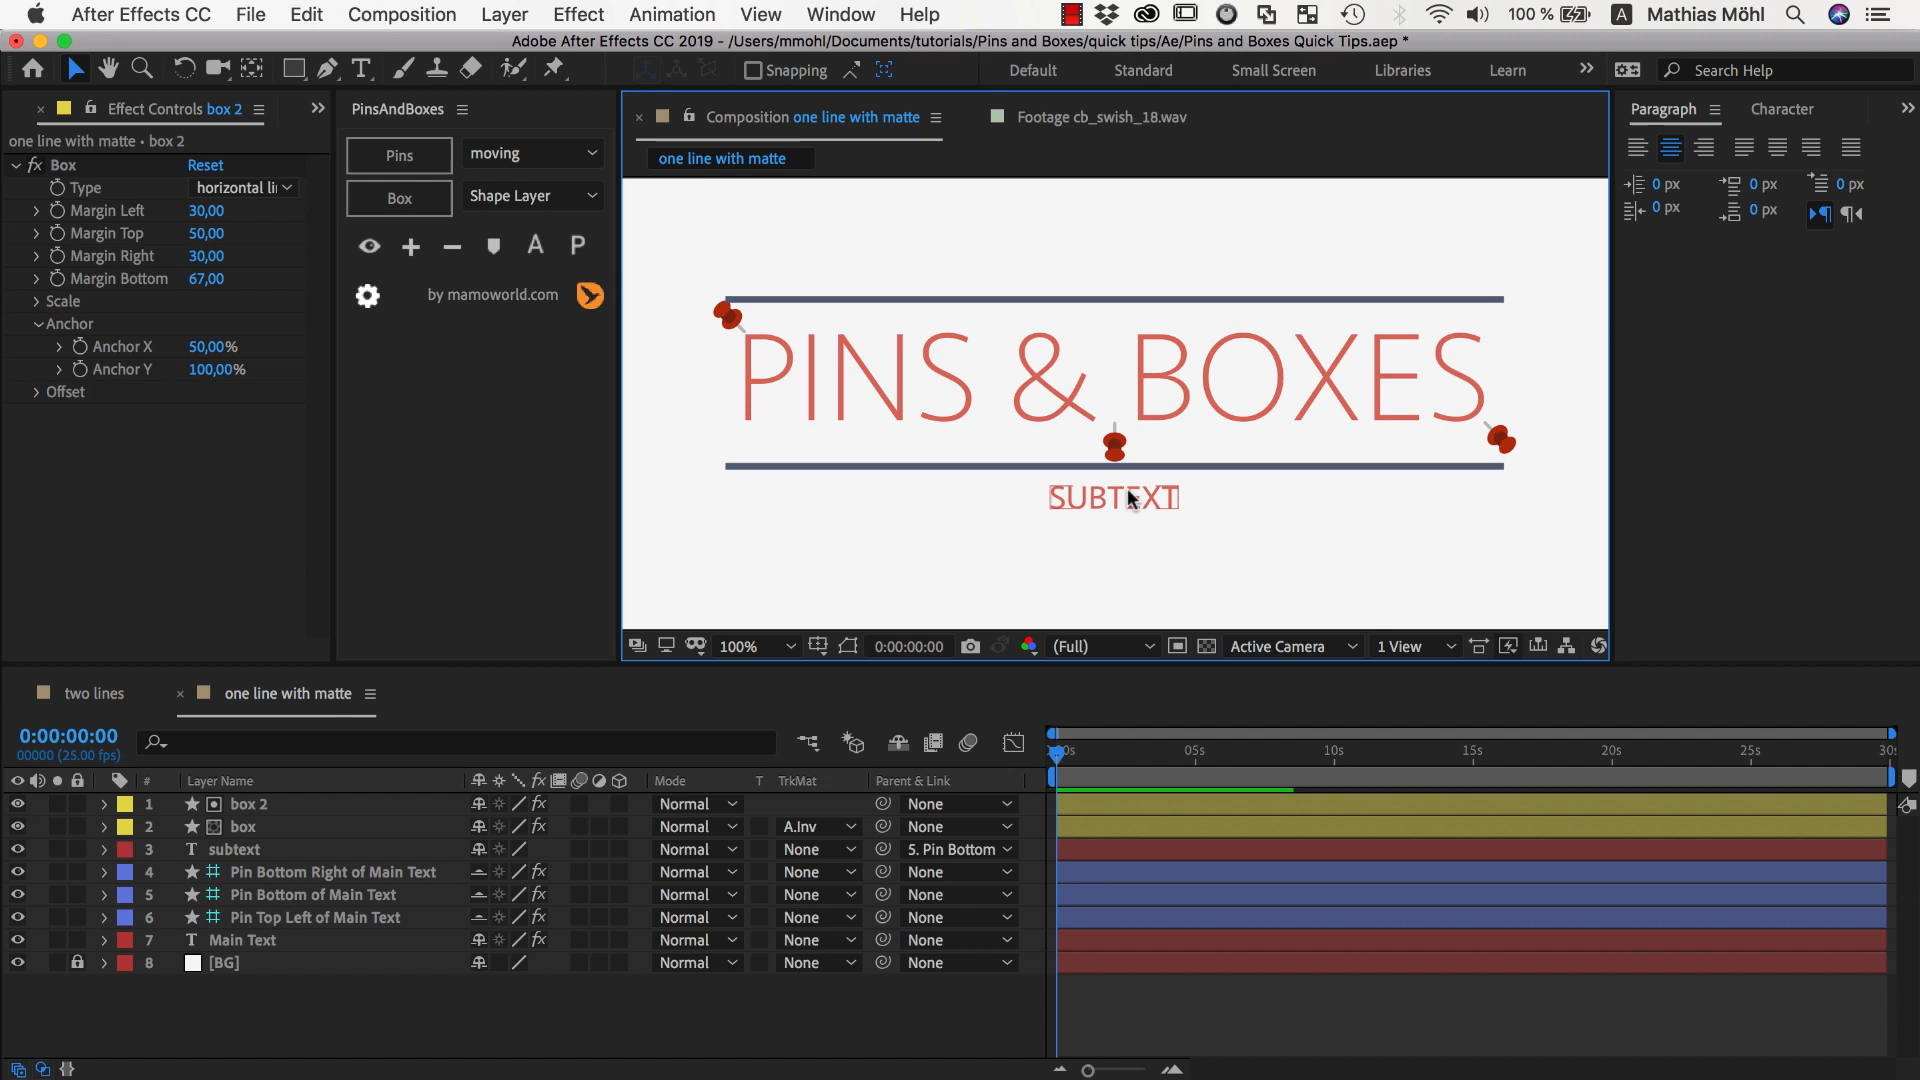 After Effects CC File Edit Composition Layer Effect Animation View Window Help 100 % A Mathias Möhl
Adobe After Effects CC 2019 - /Users/mmohl/Documents/tutorials/Pins and Boxes/quick tips/Ae/Pins and Boxes Quick Tips.aep *
Snapping Default Standard Small Screen Libraries Learn Search Help
Effect Controls box 2
one line with matte • box 2
fx Box Reset
Type horizontal li
Margin Left 30,00
Margin Top 50,00
Margin Right 30,00
Margin Bottom 67,00
Scale
Anchor
Anchor X 50,00%
Anchor Y 100,00%
Offset
PinsAndBoxes
Pins moving
Box Shape Layer
A P
by mamoworld.com
Composition one line with matte Footage cb_swish_18.wav
one line with matte
PINS & BOXES
SUBTEXT
100% 0:00:00:00 (Full) Active Camera 1 View
Paragraph Character
0 px 0 px 0 px
0 px 0 px
two lines one line with matte
0:00:00:00
00000 (25.00 fps)
05s 10s 15s 20s 25s
# Layer Name fx Mode T TrkMat Parent & Link
1 box 2 fx Normal None
2 box fx Normal A.Inv None
3 T subtext Normal None 5. Pin Bottom
4 Pin Bottom Right of Main Text fx Normal None None
5 Pin Bottom of Main Text fx Normal None None
6 Pin Top Left of Main Text fx Normal None None
7 T Main Text fx Normal None None
8 [BG] Normal None None